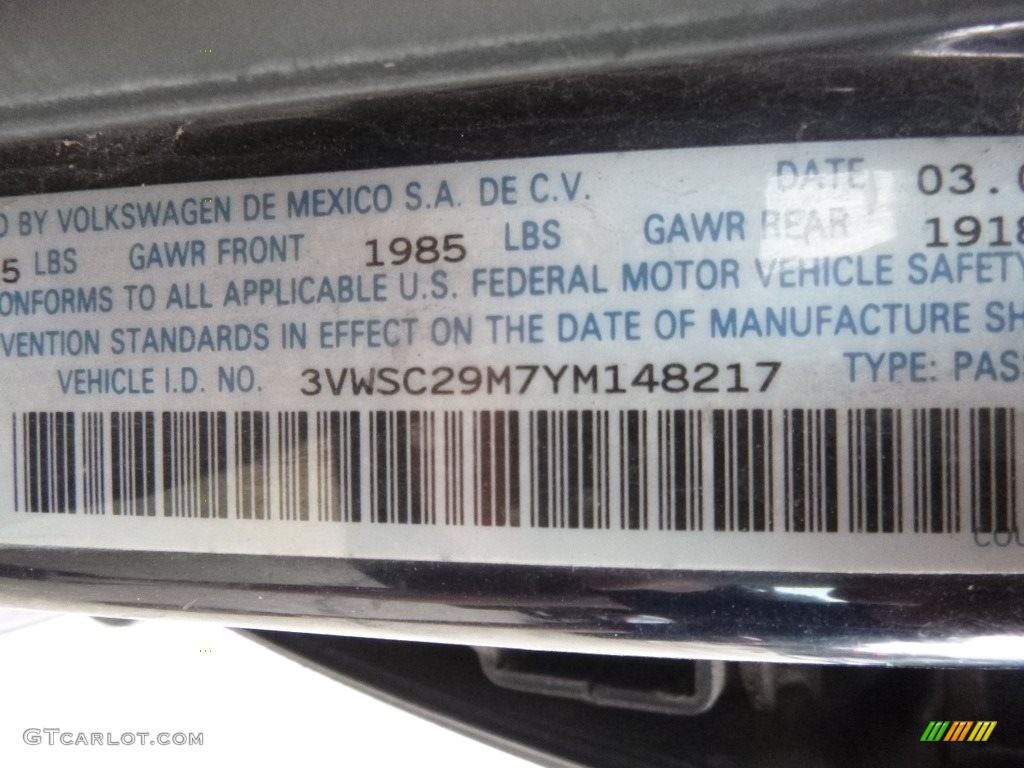 D BY VOLKSWAGEN DE MEXICO S.A. DE C.V. DATE 03.
5 LBS GAWR FRONT 1985 LBS GAWR REAR 1918
ONFORMS TO ALL APPLICABLE U.S. FEDERAL MOTOR VEHICLE SAFETY
VENTION STANDARDS IN EFFECT ON THE DATE OF MANUFACTURE SH
VEHICLE I.D. NO. 3VWSC29M7YM148217 TYPE: PAS
COU
GTCARLOT.COM